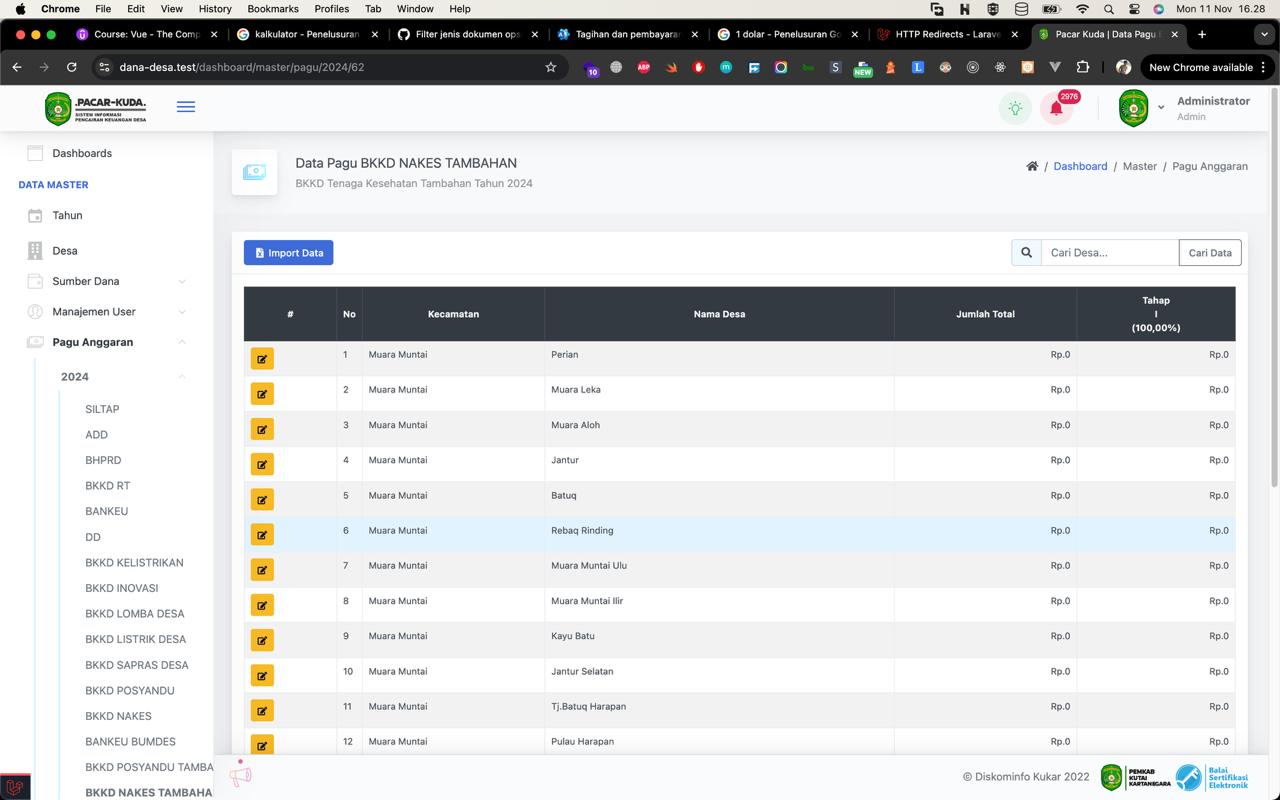 Chrome File Edit View History Bookmarks Profiles Tab Window Help Mon 11 Nov 16.28
Course: Vue - The Comp
kalkulator - Penelusuran
Filter jenis dokumen ops
Tagihan dan pembayaran
1 dolar - Penelusuran Go
HTTP Redirects - Larave
Pacar Kuda | Data Pagu
dana-desa.test/dashboard/master/pagu/2024/62
10
ABP
S
NEW
L
New Chrome available
.PACAR-KUDA.
SISTEM INFORMASI
PENCAIRAN KEUANGAN DESA
2976
Administrator
Admin
Dashboards
DATA MASTER
Tahun
Desa
Sumber Dana
Manajemen User
Pagu Anggaran
2024
SILTAP
ADD
BHPRD
BKKD RT
BANKEU
DD
BKKD KELISTRIKAN
BKKD INOVASI
BKKD LOMBA DESA
BKKD LISTRIK DESA
BKKD SAPRAS DESA
BKKD POSYANDU
BKKD NAKES
BANKEU BUMDES
BKKD POSYANDU TAMBA
BKKD NAKES TAMBAHA
Data Pagu BKKD NAKES TAMBAHAN
BKKD Tenaga Kesehatan Tambahan Tahun 2024
/ Dashboard / Master / Pagu Anggaran
Import Data
Cari Desa...
Cari Data
# No Kecamatan Nama Desa Jumlah Total Tahap
I
(100,00%)
1 Muara Muntai Perian Rp.0 Rp.0
2 Muara Muntai Muara Leka Rp.0 Rp.0
3 Muara Muntai Muara Aloh Rp.0 Rp.0
4 Muara Muntai Jantur Rp.0 Rp.0
5 Muara Muntai Batuq Rp.0 Rp.0
6 Muara Muntai Rebaq Rinding Rp.0 Rp.0
7 Muara Muntai Muara Muntai Ulu Rp.0 Rp.0
8 Muara Muntai Muara Muntai Ilir Rp.0 Rp.0
9 Muara Muntai Kayu Batu Rp.0 Rp.0
10 Muara Muntai Jantur Selatan Rp.0 Rp.0
11 Muara Muntai Tj.Batuq Harapan Rp.0 Rp.0
12 Muara Muntai Pulau Harapan Rp.0 Rp.0
© Diskominfo Kukar 2022
PEMKAB
KUTAI
KARTANEGARA
Balai
Sertifikasi
Elektronik